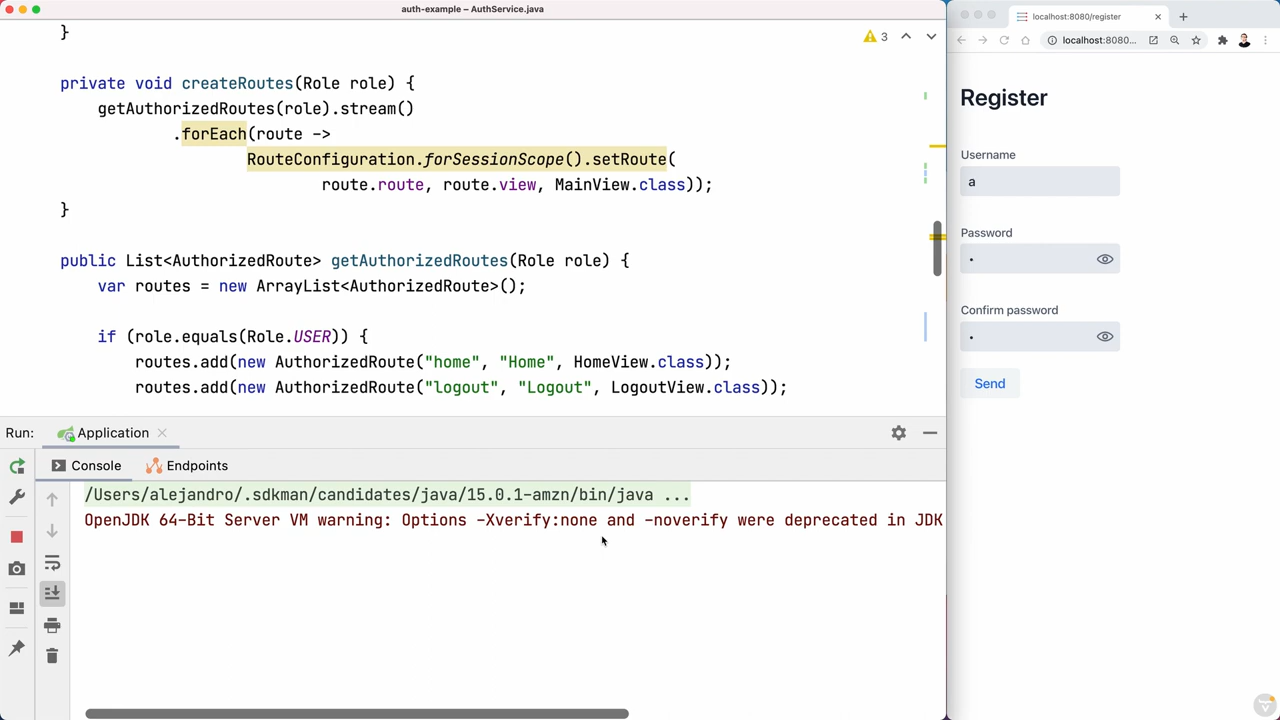 auth-example – AuthService.java
}
3
private void createRoutes(Role role) {
getAuthorizedRoutes(role).stream()
.forEach(route ->
RouteConfiguration.forSessionScope().setRoute(
route.route, route.view, MainView.class));
}
public List<AuthorizedRoute> getAuthorizedRoutes(Role role) {
var routes = new ArrayList<AuthorizedRoute>();
if (role.equals(Role.USER)) {
routes.add(new AuthorizedRoute("home", "Home", HomeView.class));
routes.add(new AuthorizedRoute("logout", "Logout", LogoutView.class));
Run:
Application
Console
Endpoints
/Users/alejandro/.sdkman/candidates/java/15.0.1-amzn/bin/java ...
OpenJDK 64-Bit Server VM warning: Options -Xverify:none and -noverify were deprecated in JDK
localhost:8080/register
localhost:8080...
Register
Username
a
Password
•
Confirm password
•
Send